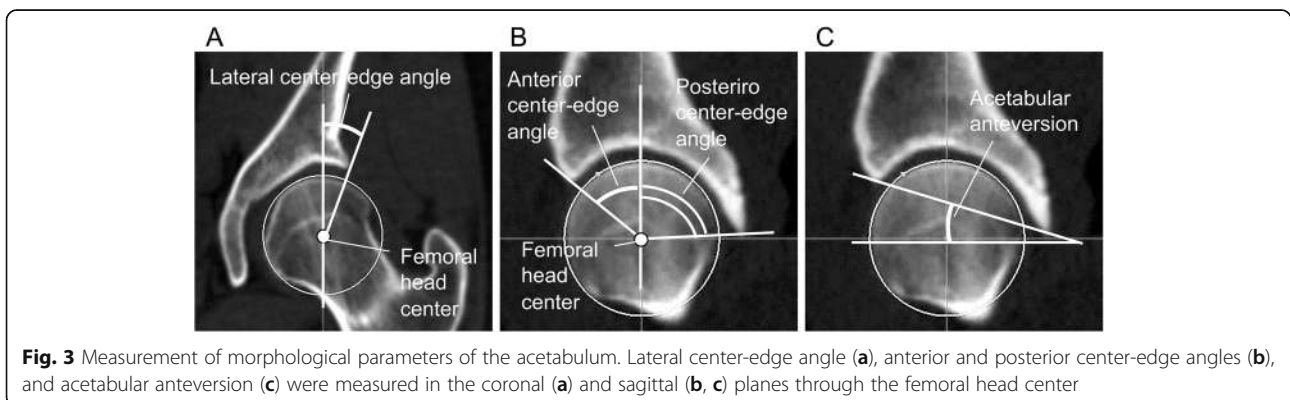 A
Lateral center-edge angle
Femoral
head
center
B
Anterior
center-edge
angle
Posteriro
center-edge
angle
Femoral
head
center
C
Acetabular
anteversion
Fig. 3 Measurement of morphological parameters of the acetabulum. Lateral center-edge angle (a), anterior and posterior center-edge angles (b),
and acetabular anteversion (c) were measured in the coronal (a) and sagittal (b, c) planes through the femoral head center